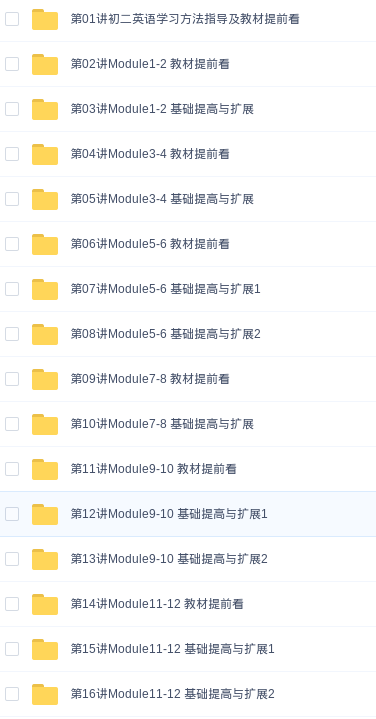 第01讲初二英语学习方法指导及教材提前看
第02讲Module1-2 教材提前看
第03讲Module1-2 基础提高与扩展
第04讲Module3-4 教材提前看
第05讲Module3-4 基础提高与扩展
第06讲Module5-6 教材提前看
第07讲Module5-6 基础提高与扩展1
第08讲Module5-6 基础提高与扩展2
第09讲Module7-8 教材提前看
第10讲Module7-8 基础提高与扩展
第11讲Module9-10 教材提前看
第12讲Module9-10 基础提高与扩展1
第13讲Module9-10 基础提高与扩展2
第14讲Module11-12 教材提前看
第15讲Module11-12 基础提高与扩展1
第16讲Module11-12 基础提高与扩展2